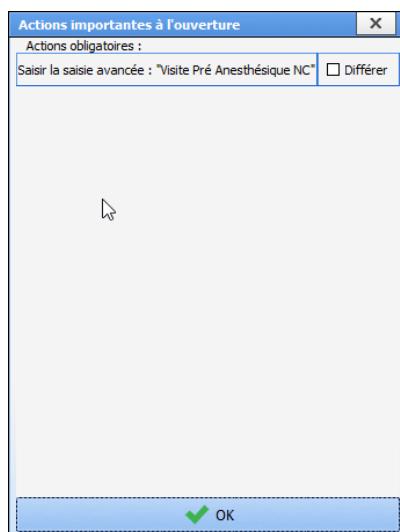 Actions importantes à l'ouverture
Actions obligatoires :
Saisir la saisie avancée : "Visite Pré Anesthésique NC" Différer
OK